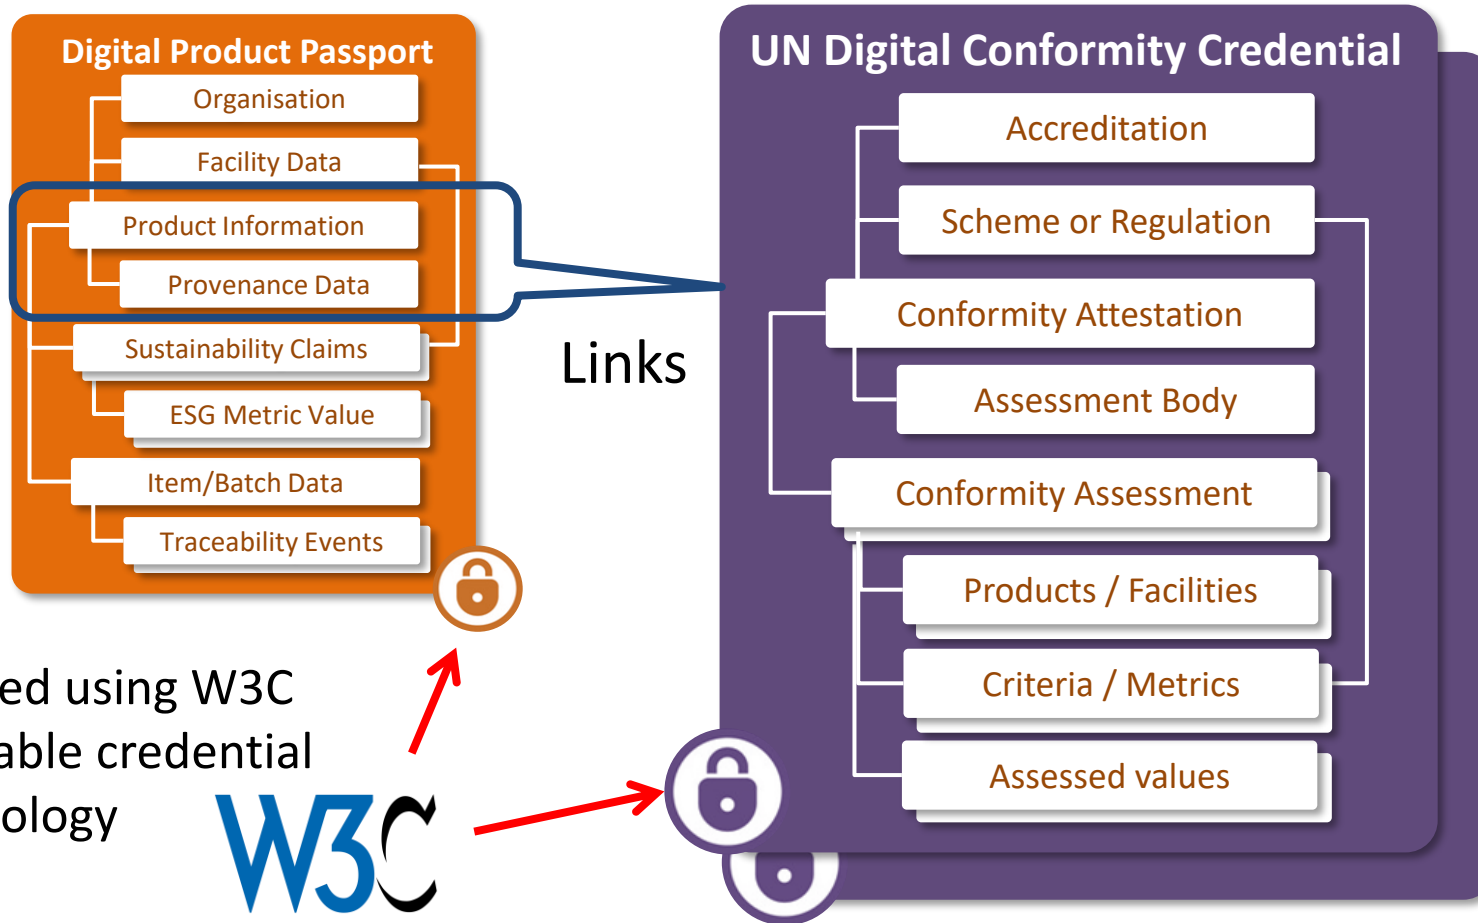 Digital Product Passport
Organisation
Facility Data
Product Information
Provenance Data
Sustainability Claims
ESG Metric Value
Item/Batch Data
Traceability Events
Links
UN Digital Conformity Credential
Accreditation
Scheme or Regulation
Conformity Attestation
Assessment Body
Conformity Assessment
Products / Facilities
Criteria / Metrics
Assessed values
ed using W3C
able credential
ology
W3C